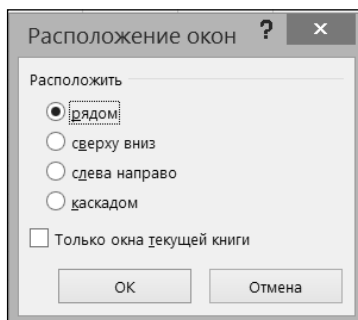 Расположение окон ? ×
Расположить
рядом
сверху вниз
слева направо
каскадом
Только окна текущей книги
ОК Отмена